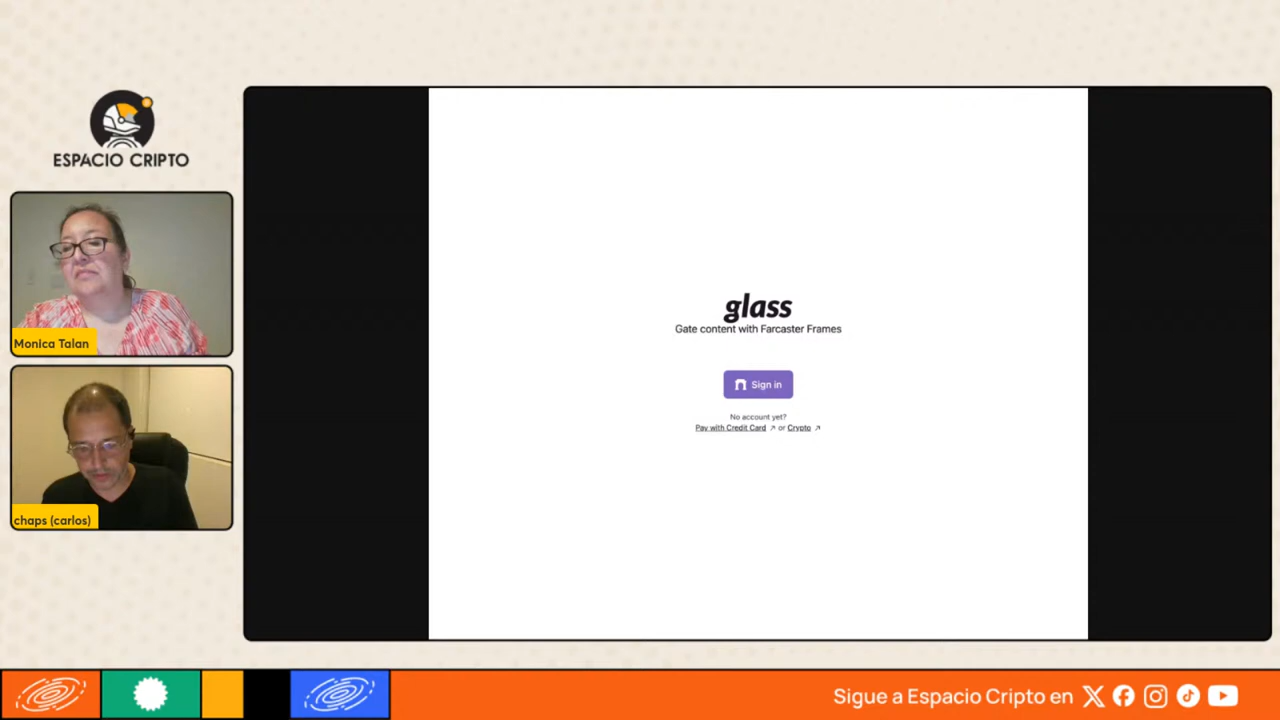 ESPACIO CRIPTO
Monica Talan
chaps (carlos)
glass
Gate content with Farcaster Frames
Sign in
No account yet?
Pay with Credit Card ↗ or Crypto ↗
Sigue a Espacio Cripto en